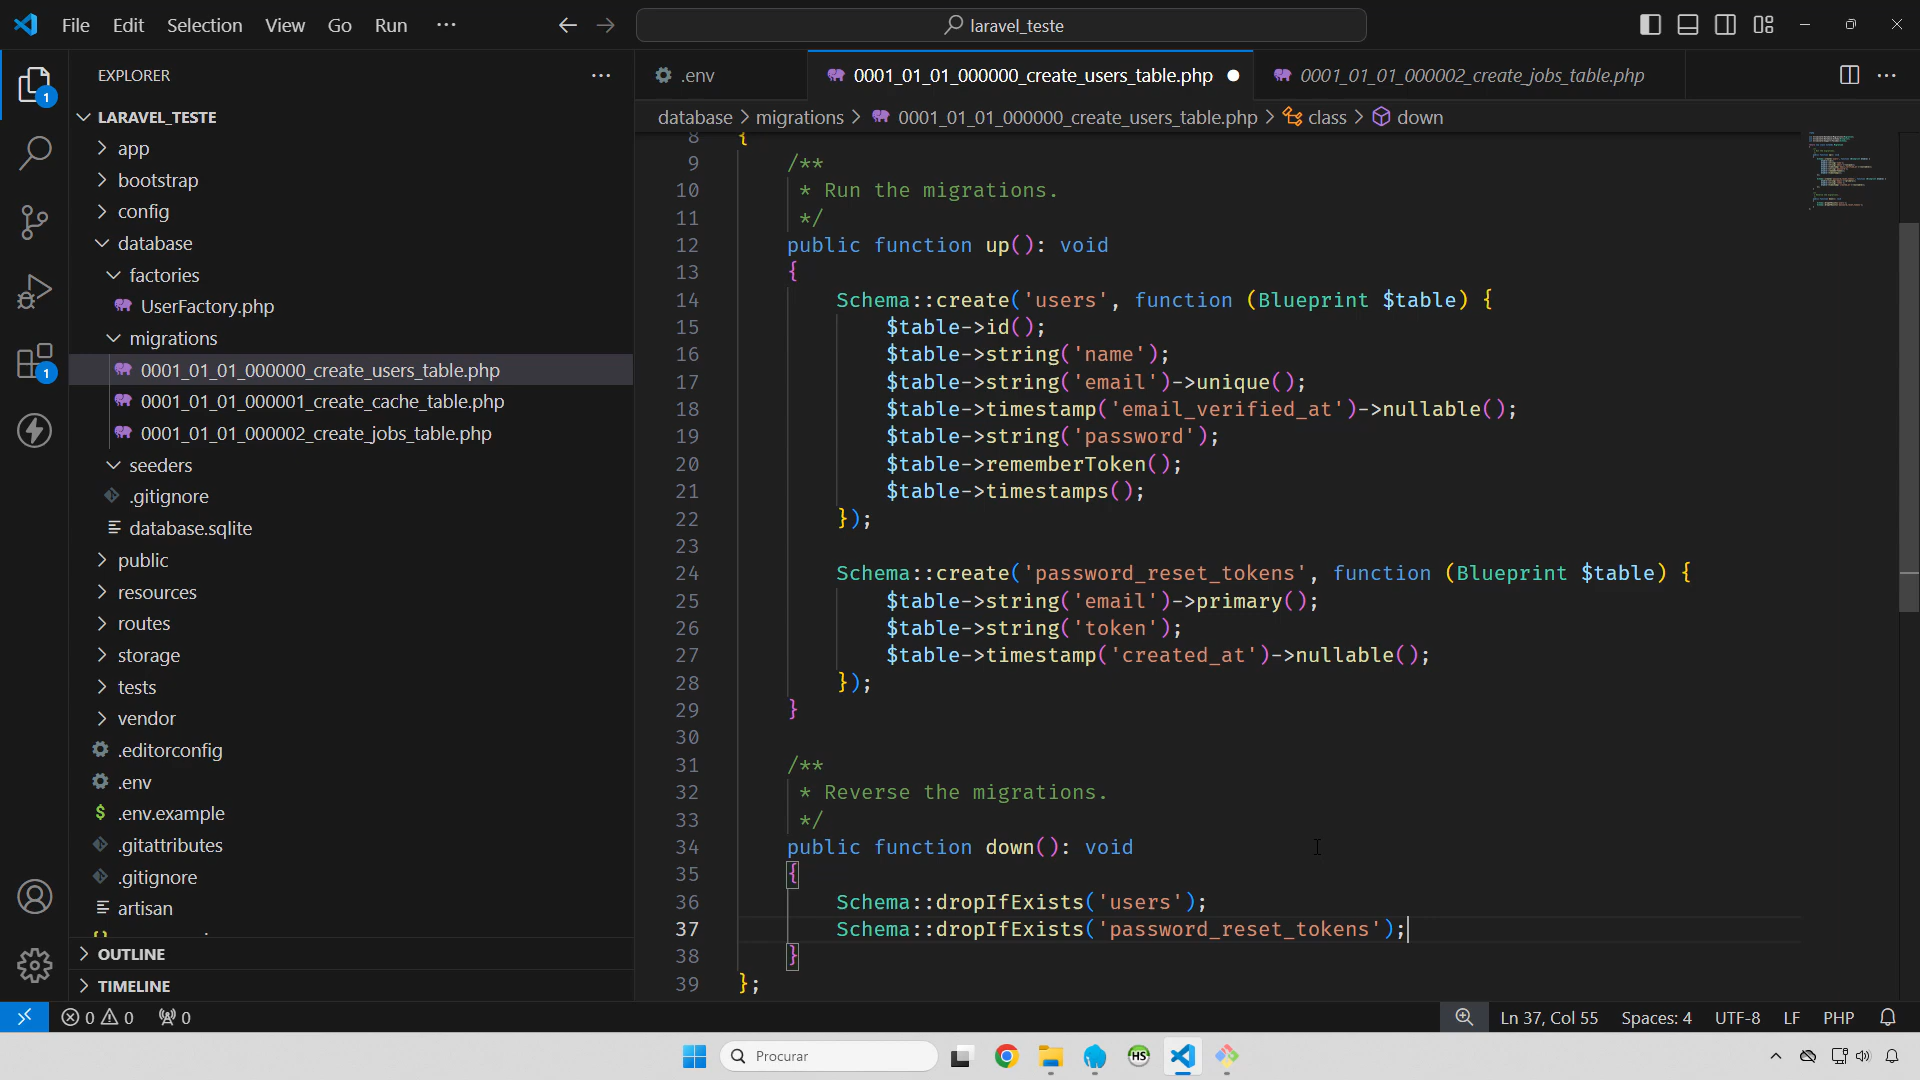 File Edit Selection View Go Run ···
laravel_teste
EXPLORER
LARAVEL_TESTE
app
bootstrap
config
database
factories
UserFactory.php
migrations
0001_01_01_000000_create_users_table.php
0001_01_01_000001_create_cache_table.php
0001_01_01_000002_create_jobs_table.php
seeders
.gitignore
database.sqlite
public
resources
routes
storage
tests
vendor
.editorconfig
.env
.env.example
.gitattributes
.gitignore
artisan
OUTLINE
TIMELINE
1
1
.env
0001_01_01_000000_create_users_table.php
0001_01_01_000002_create_jobs_table.php
database > migrations > 0001_01_01_000000_create_users_table.php > class > down
8 {
9 /**
10 * Run the migrations.
11 */
12 public function up(): void
13 {
14 Schema::create('users', function (Blueprint $table) {
15 $table->id();
16 $table->string('name');
17 $table->string('email')->unique();
18 $table->timestamp('email_verified_at')->nullable();
19 $table->string('password');
20 $table->rememberToken();
21 $table->timestamps();
22 });
23
24 Schema::create('password_reset_tokens', function (Blueprint $table) {
25 $table->string('email')->primary();
26 $table->string('token');
27 $table->timestamp('created_at')->nullable();
28 });
29 }
30
31 /**
32 * Reverse the migrations.
33 */
34 public function down(): void
35 {
36 Schema::dropIfExists('users');
37 Schema::dropIfExists('password_reset_tokens');
38 }
39 };
0 0 0
Ln 37, Col 55 Spaces: 4 UTF-8 LF PHP
Procurar
HS